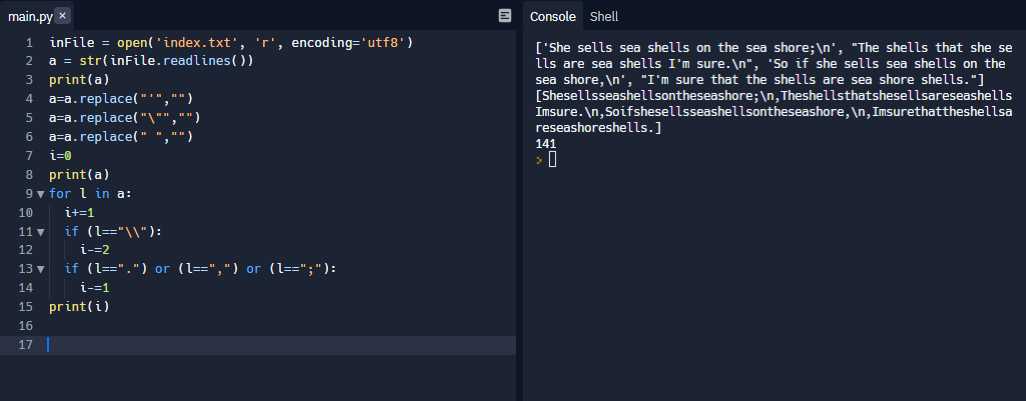 main.py ×
1 inFile = open('index.txt', 'r', encoding='utf8')
2 a = str(inFile.readlines())
3 print(a)
4 a=a.replace("'","")
5 a=a.replace("\"","")
6 a=a.replace(" ","")
7 i=0
8 print(a)
9 for l in a:
10 i+=1
11 if (l=="\\"):
12 i-=2
13 if (l==".") or (l==",") or (l==";"):
14 i-=1
15 print(i)
16
17
Console Shell
['She sells sea shells on the sea shore;\n', "The shells that she se
lls are sea shells I'm sure.\n", 'So if she sells sea shells on the
sea shore,\n', "I'm sure that the shells are sea shore shells."]
[Shesellsseashellsontheseashore;\n,Theshellsthatshesellsareseashells
Imsure.\n,Soifshesellsseashellsontheseashore,\n,Imsurethattheshellsa
reseashoreshells.]
141
>